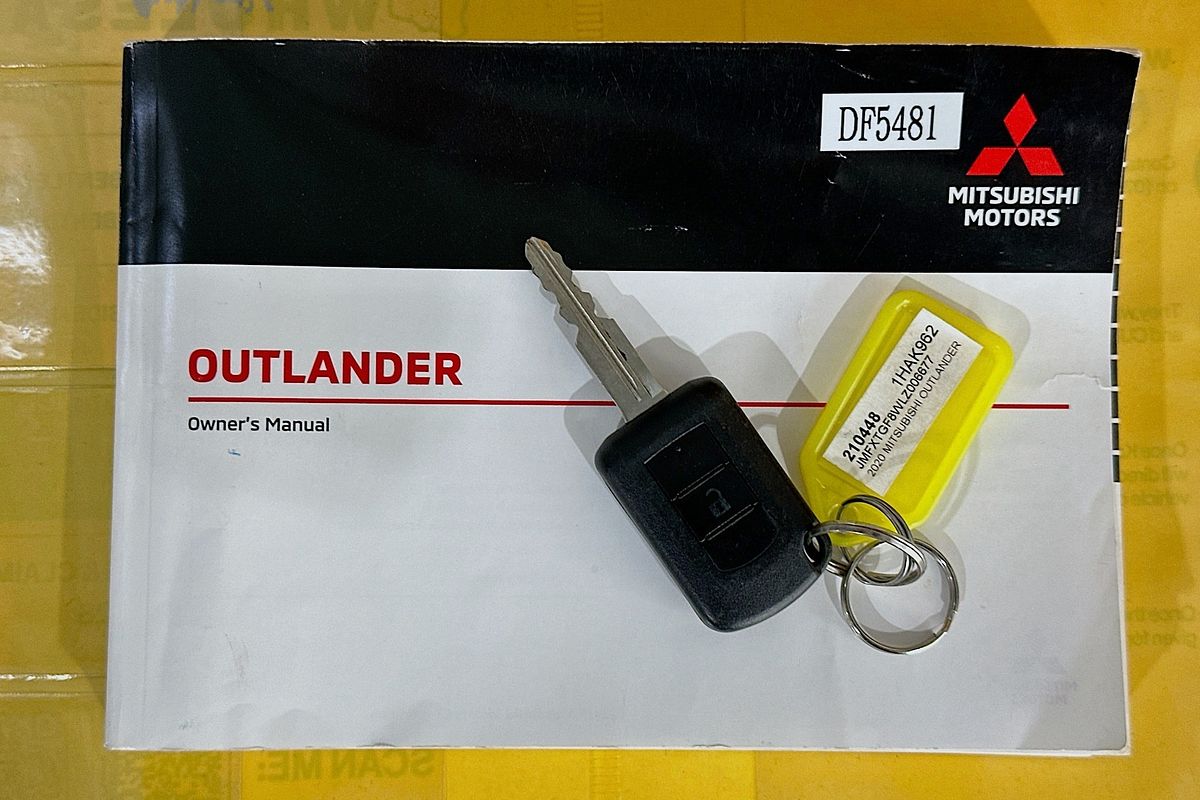 DF5481
MITSUBISHI
MOTORS
OUTLANDER
Owner's Manual
210448 1HAK962
JMFXTGF8WLZ006677
2020 MITSUBISHI OUTLANDER
SCAN ME: